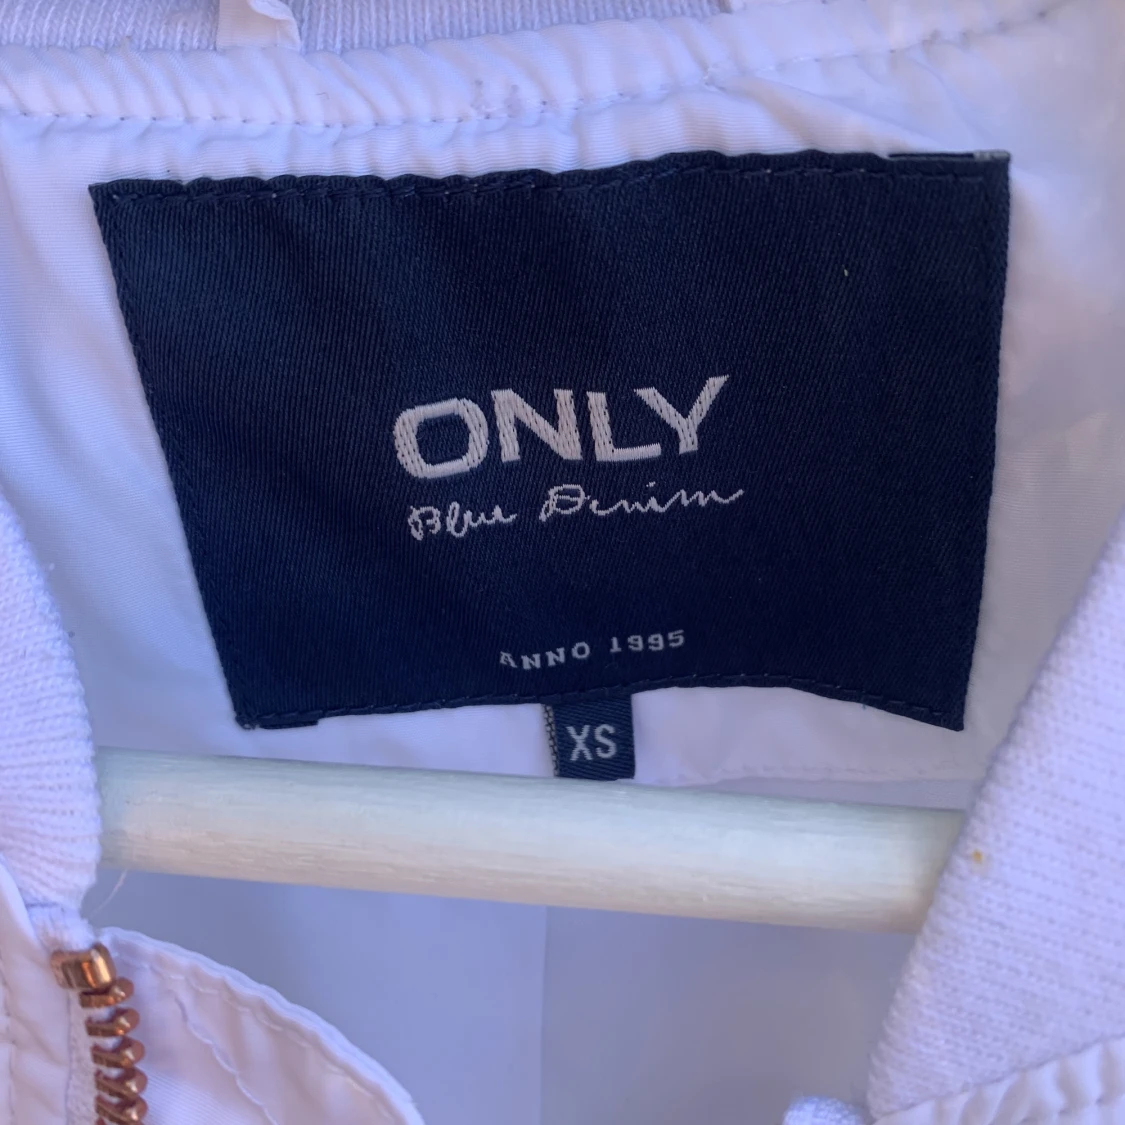 ONLY
Blue Denim
ANNO 1995
XS